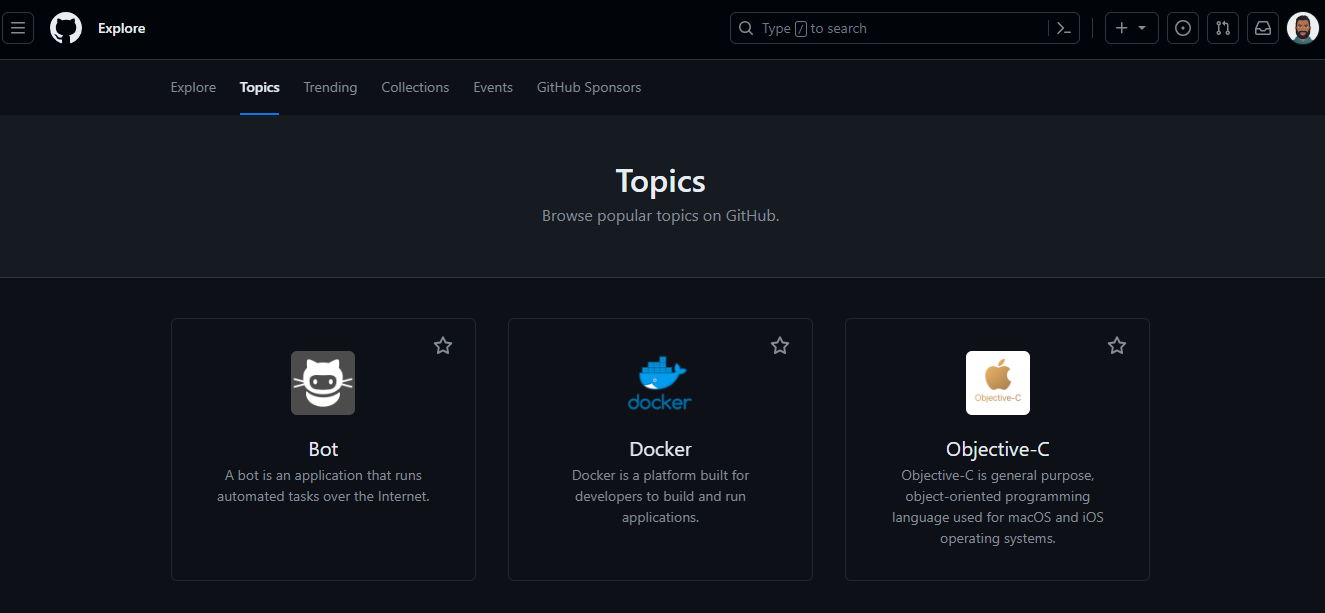 Explore
Type / to search
Explore Topics Trending Collections Events GitHub Sponsors
Topics
Browse popular topics on GitHub.
docker
Objective-C
Bot
A bot is an application that runs
automated tasks over the Internet.
Docker
Docker is a platform built for
developers to build and run
applications.
Objective-C
Objective-C is general purpose,
object-oriented programming
language used for macOS and iOS
operating systems.